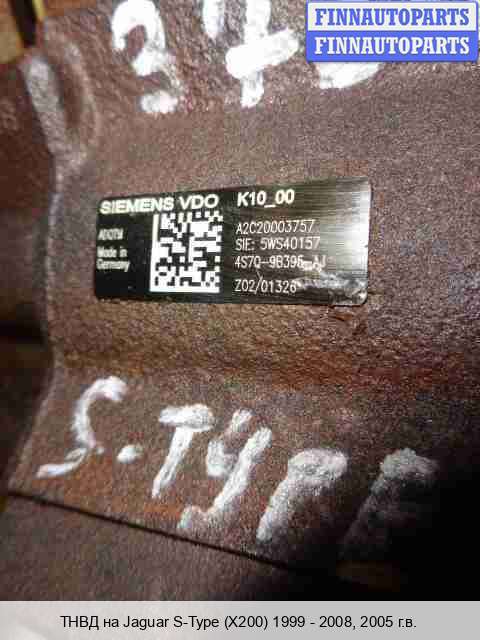 FINNAUTOPARTS
FINNAUTOPARTS
SIEMENS VDO K10_00
A2C20003757
SIE: 5WS40157
Made in
Germany
4S7Q-9B395-AJ
Z02/01326
S-TYPE
ТНВД на Jaguar S-Type (X200) 1999 - 2008, 2005 г.в.